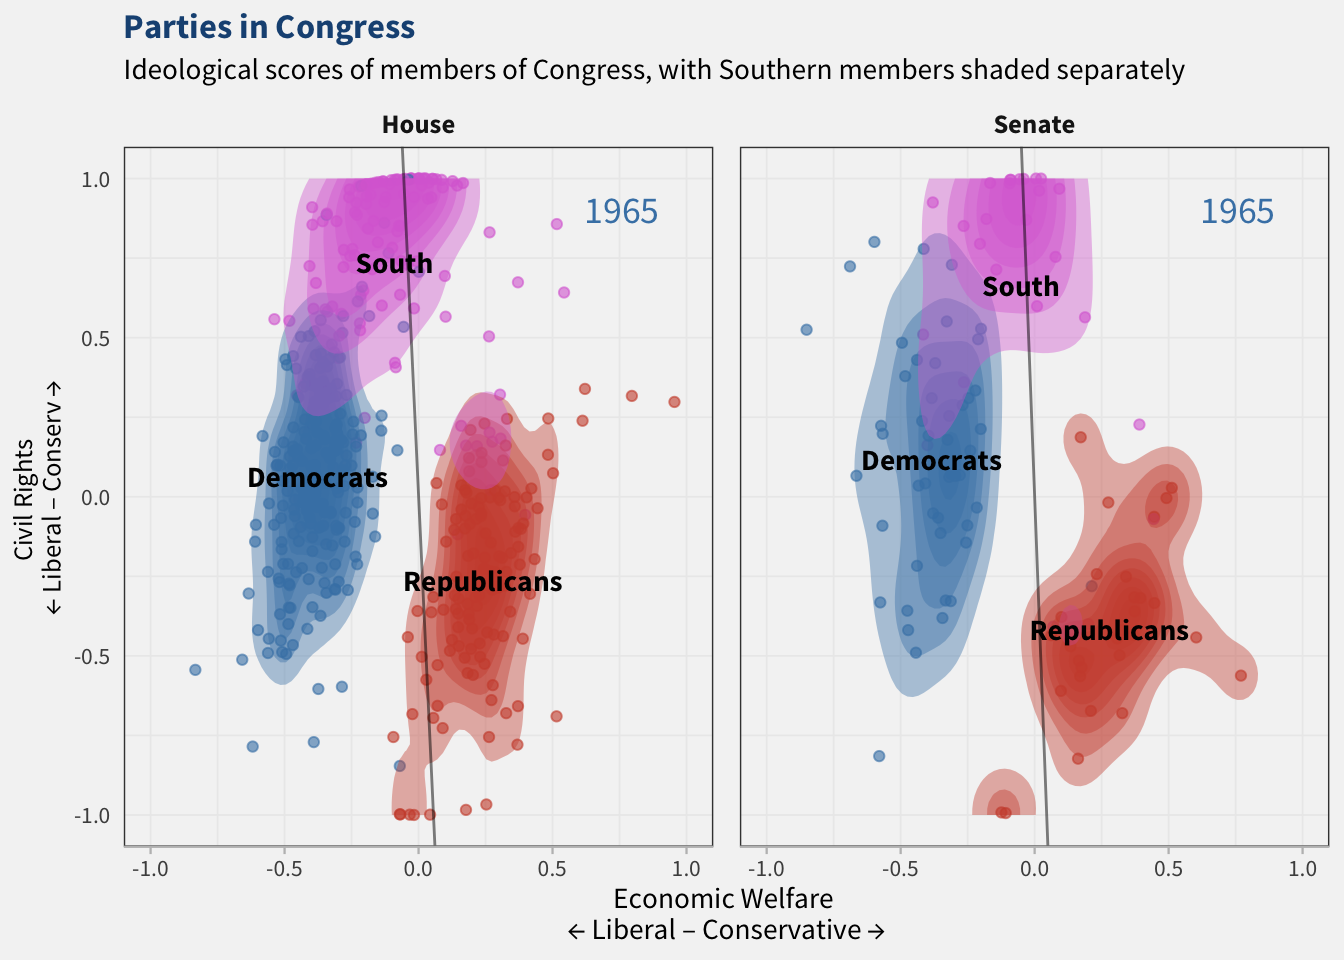 Parties in Congress
Ideological scores of members of Congress, with Southern members shaded separately
House
Senate
1.0
0.5
0.0
-0.5
-1.0
Civil Rights
← Liberal – Conserv →
1965
South
Democrats
Republicans
1965
South
Democrats
Republicans
-1.0
-0.5
0.0
0.5
1.0
-1.0
-0.5
0.0
0.5
1.0
Economic Welfare
← Liberal – Conservative →